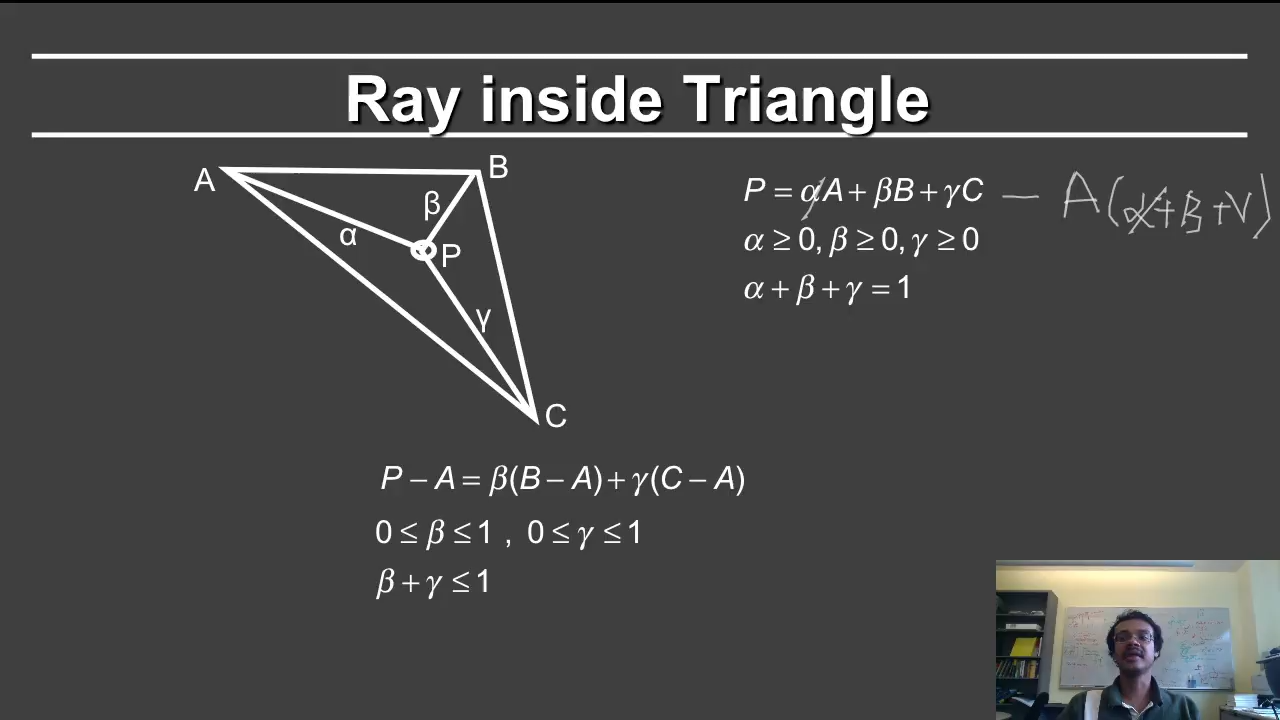 Ray inside Triangle
A
B
β
α
P
γ
C
P = αA + βB + γC − A(α+β+γ)
α ≥ 0, β ≥ 0, γ ≥ 0
α + β + γ = 1
P − A = β(B − A) + γ(C − A)
0 ≤ β ≤ 1 , 0 ≤ γ ≤ 1
β + γ ≤ 1